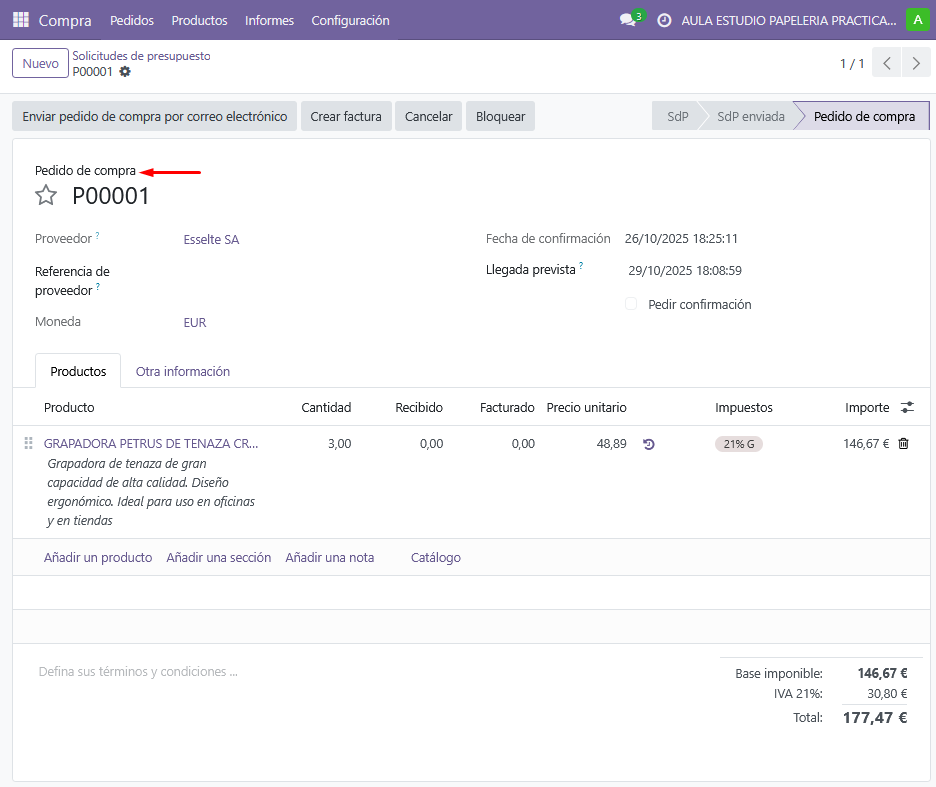 Compra Pedidos Productos Informes Configuración 3 AULA ESTUDIO PAPELERIA PRACTICA... A
Nuevo Solicitudes de presupuesto
P00001 1 / 1
Enviar pedido de compra por correo electrónico Crear factura Cancelar Bloquear SdP SdP enviada Pedido de compra
Pedido de compra
P00001
Proveedor ? Esselte SA Fecha de confirmación 26/10/2025 18:25:11
Referencia de
proveedor ?
Llegada prevista ? 29/10/2025 18:08:59
Pedir confirmación
Moneda EUR
Productos Otra información
Producto Cantidad Recibido Facturado Precio unitario Impuestos Importe
GRAPADORA PETRUS DE TENAZA CR... 3,00 0,00 0,00 48,89 21% G 146,67 €
Grapadora de tenaza de gran
capacidad de alta calidad. Diseño
ergonómico. Ideal para uso en oficinas
y en tiendas
Añadir un producto Añadir una sección Añadir una nota Catálogo
Defina sus términos y condiciones ...
Base imponible: 146,67 €
IVA 21%: 30,80 €
Total: 177,47 €